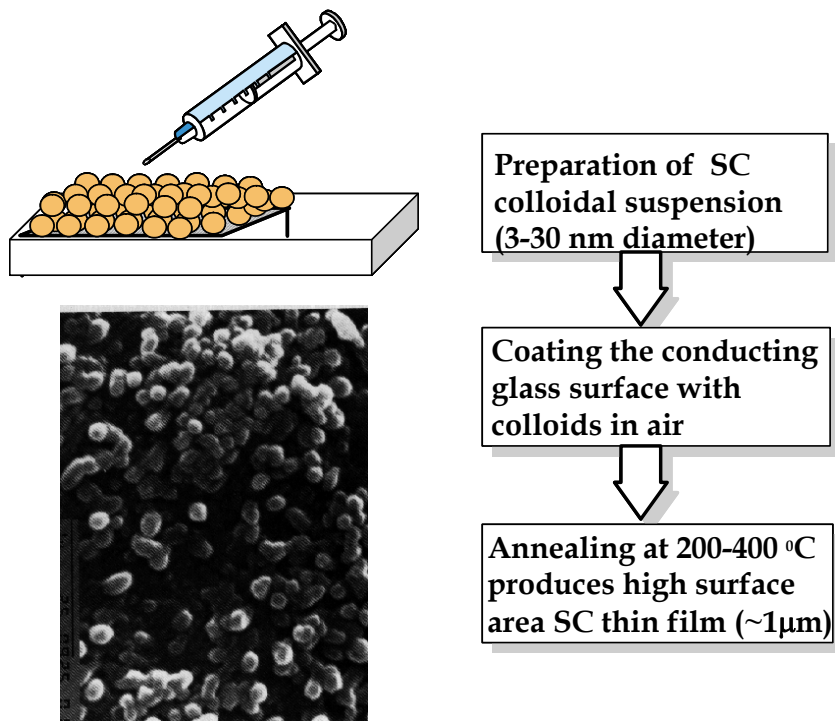 Preparation of SC
colloidal suspension
(3-30 nm diameter)
Coating the conducting
glass surface with
colloids in air
Annealing at 200-400 ⁰C
produces high surface
area SC thin film (~1μm)